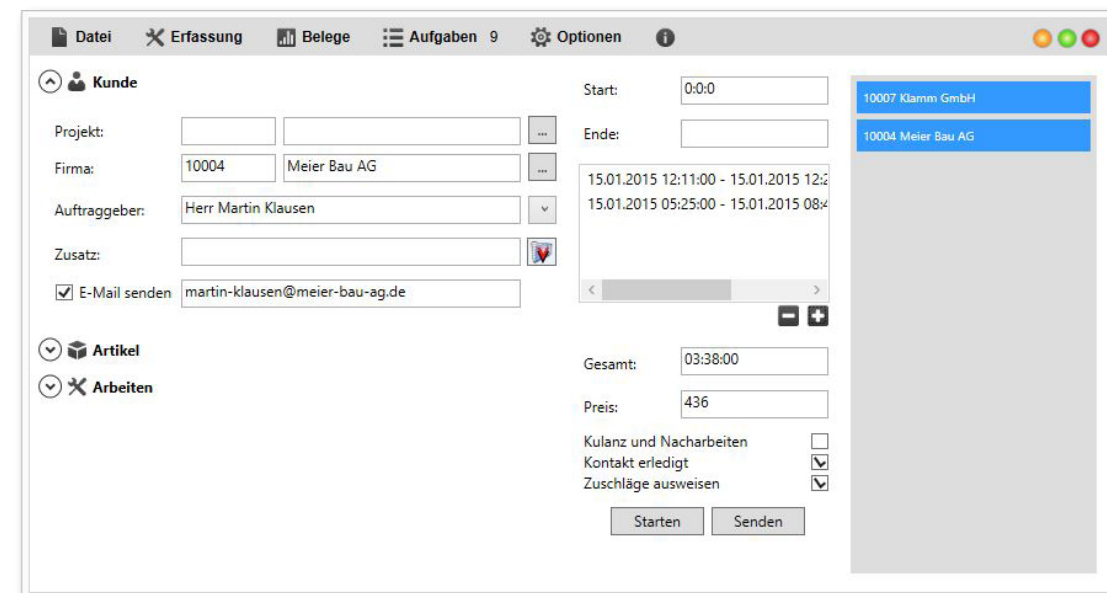 Datei Erfassung Belege Aufgaben 9 Optionen
Kunde
Projekt:
Firma: 10004 Meier Bau AG
Auftraggeber: Herr Martin Klausen
Zusatz:
E-Mail senden martin-klausen@meier-bau-ag.de
Artikel
Arbeiten
Start: 0:0:0
Ende:
15.01.2015 12:11:00 - 15.01.2015
15.01.2015 05:25:00 - 15.01.2015
Gesamt: 03:38:00
Preis: 436
Kulanz und Nacharbeiten
Kontakt erledigt
Zuschläge ausweisen
Starten Senden
10007 Klamm GmbH
10004 Meier Bau AG